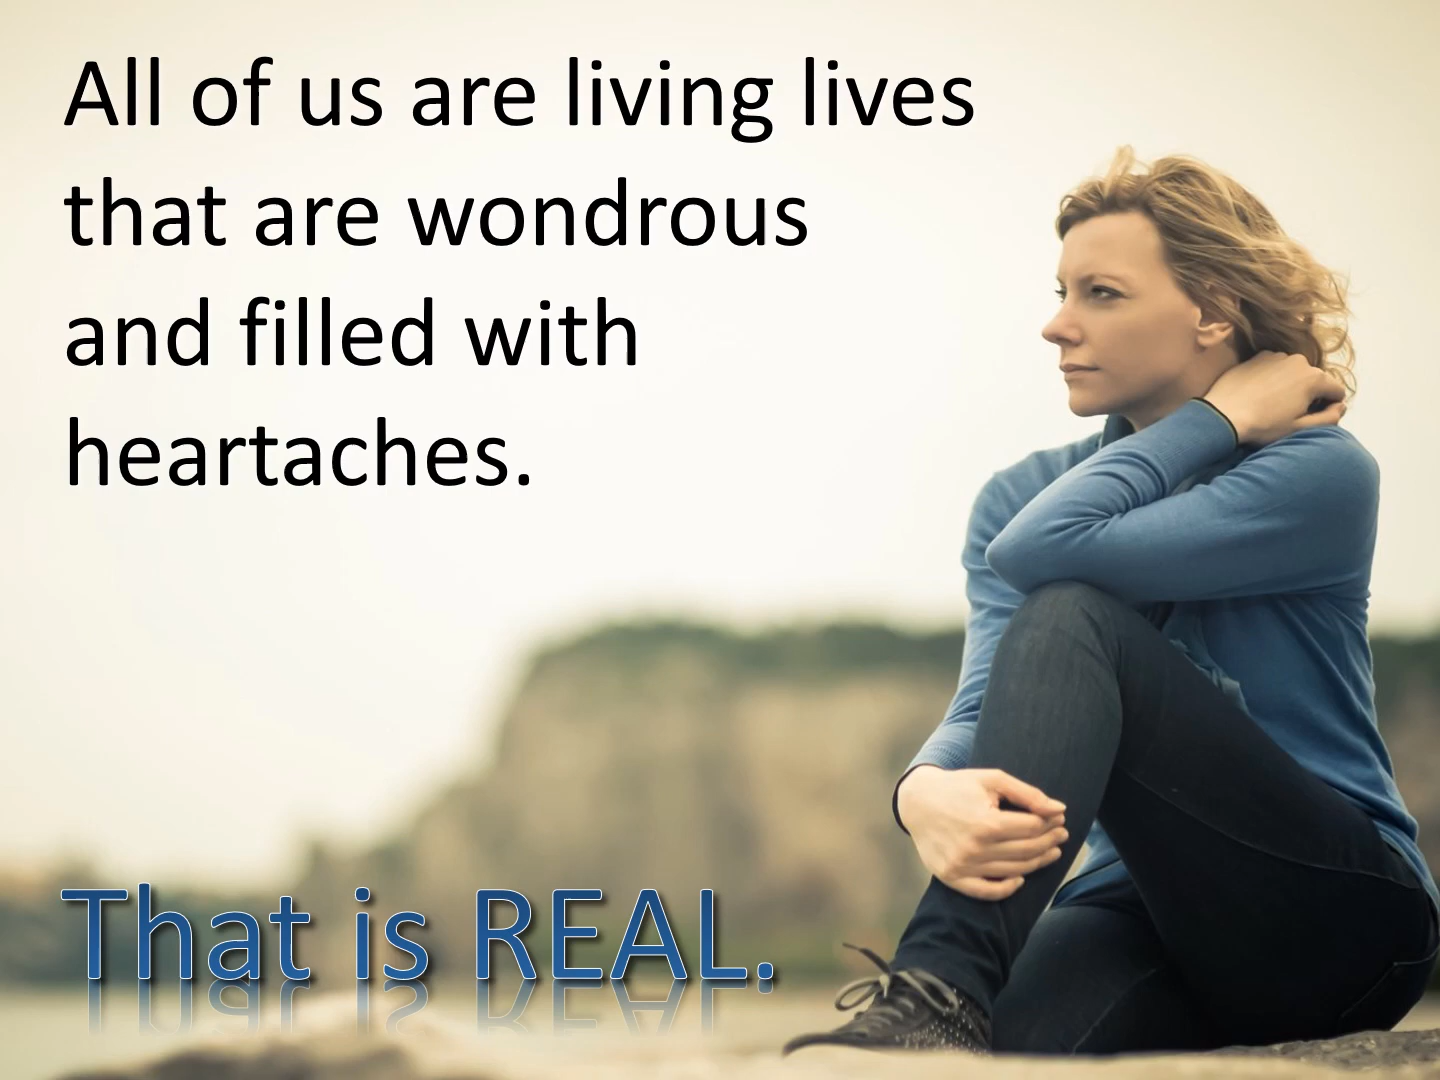 All of us are living lives
that are wondrous
and filled with
heartaches.
That is REAL.